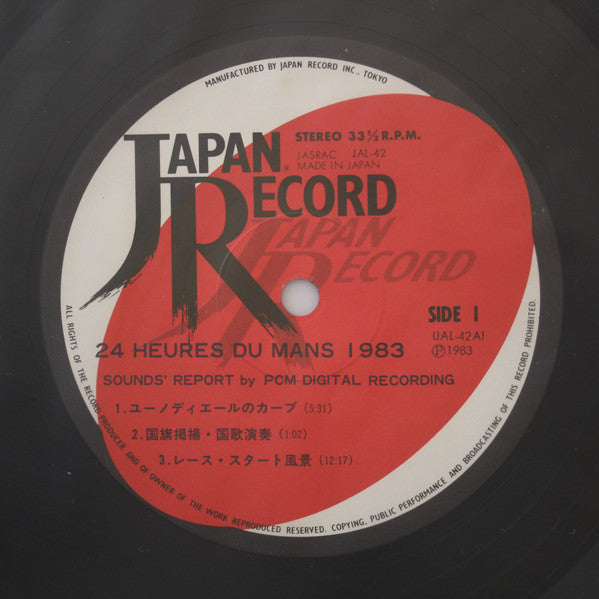 MANUFACTURED BY JAPAN RECORD INC., TOKYO
STEREO 33 1/3 R.P.M.
JASRAC JAL-42
MADE IN JAPAN
JAPAN
RECORD
JAPAN
RECORD
SIDE 1
(JAL-42A)
Ⓟ1983
24 HEURES DU MANS 1983
SOUNDS' REPORT by PCM DIGITAL RECORDING
1.ユーノディエールのカーブ (5:31)
2.国旗掲揚・国歌演奏 (1:02)
3.レース・スタート風景 (12:17)
ALL RIGHTS OF THE RECORD PRODUCER AND OF OWNER OF THE WORK REPRODUCED RESERVED. COPYING, PUBLIC PERFORMANCE AND BROADCASTING OF THIS RECORD PROHIBITED.